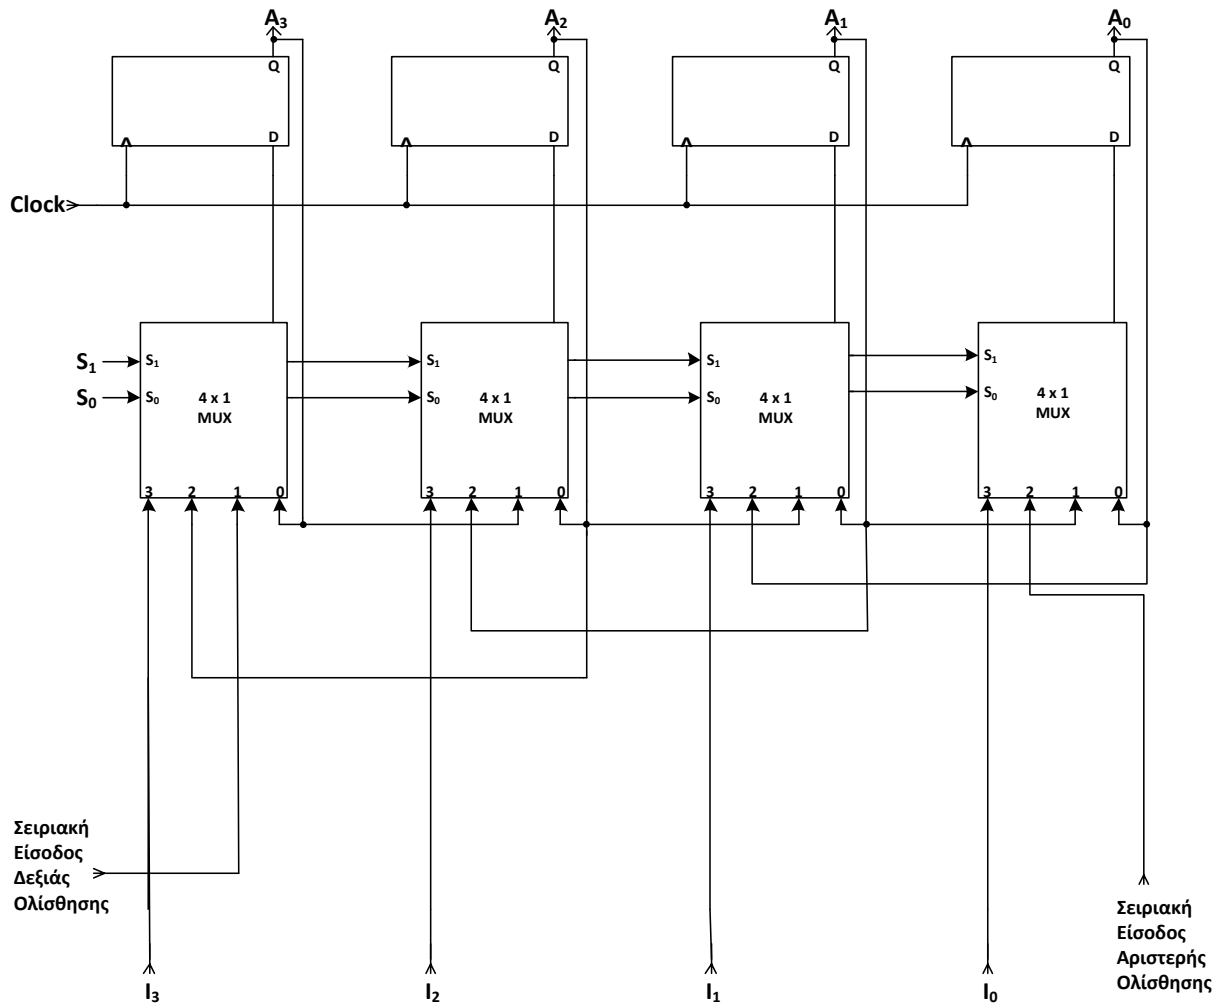 A₃ A₂ A₁ A₀
Q Q Q Q
D D D D
Clock
S₁ S₁ S₁ S₁ S₁
S₀ S₀ S₀ S₀ S₀
4 x 1 4 x 1 4 x 1 4 x 1
MUX MUX MUX MUX
3 2 1 0 3 2 1 0 3 2 1 0 3 2 1 0
Σειριακή
Είσοδος
Δεξιάς
Ολίσθησης
Σειριακή
Είσοδος
Αριστερής
Ολίσθησης
I₃ I₂ I₁ I₀